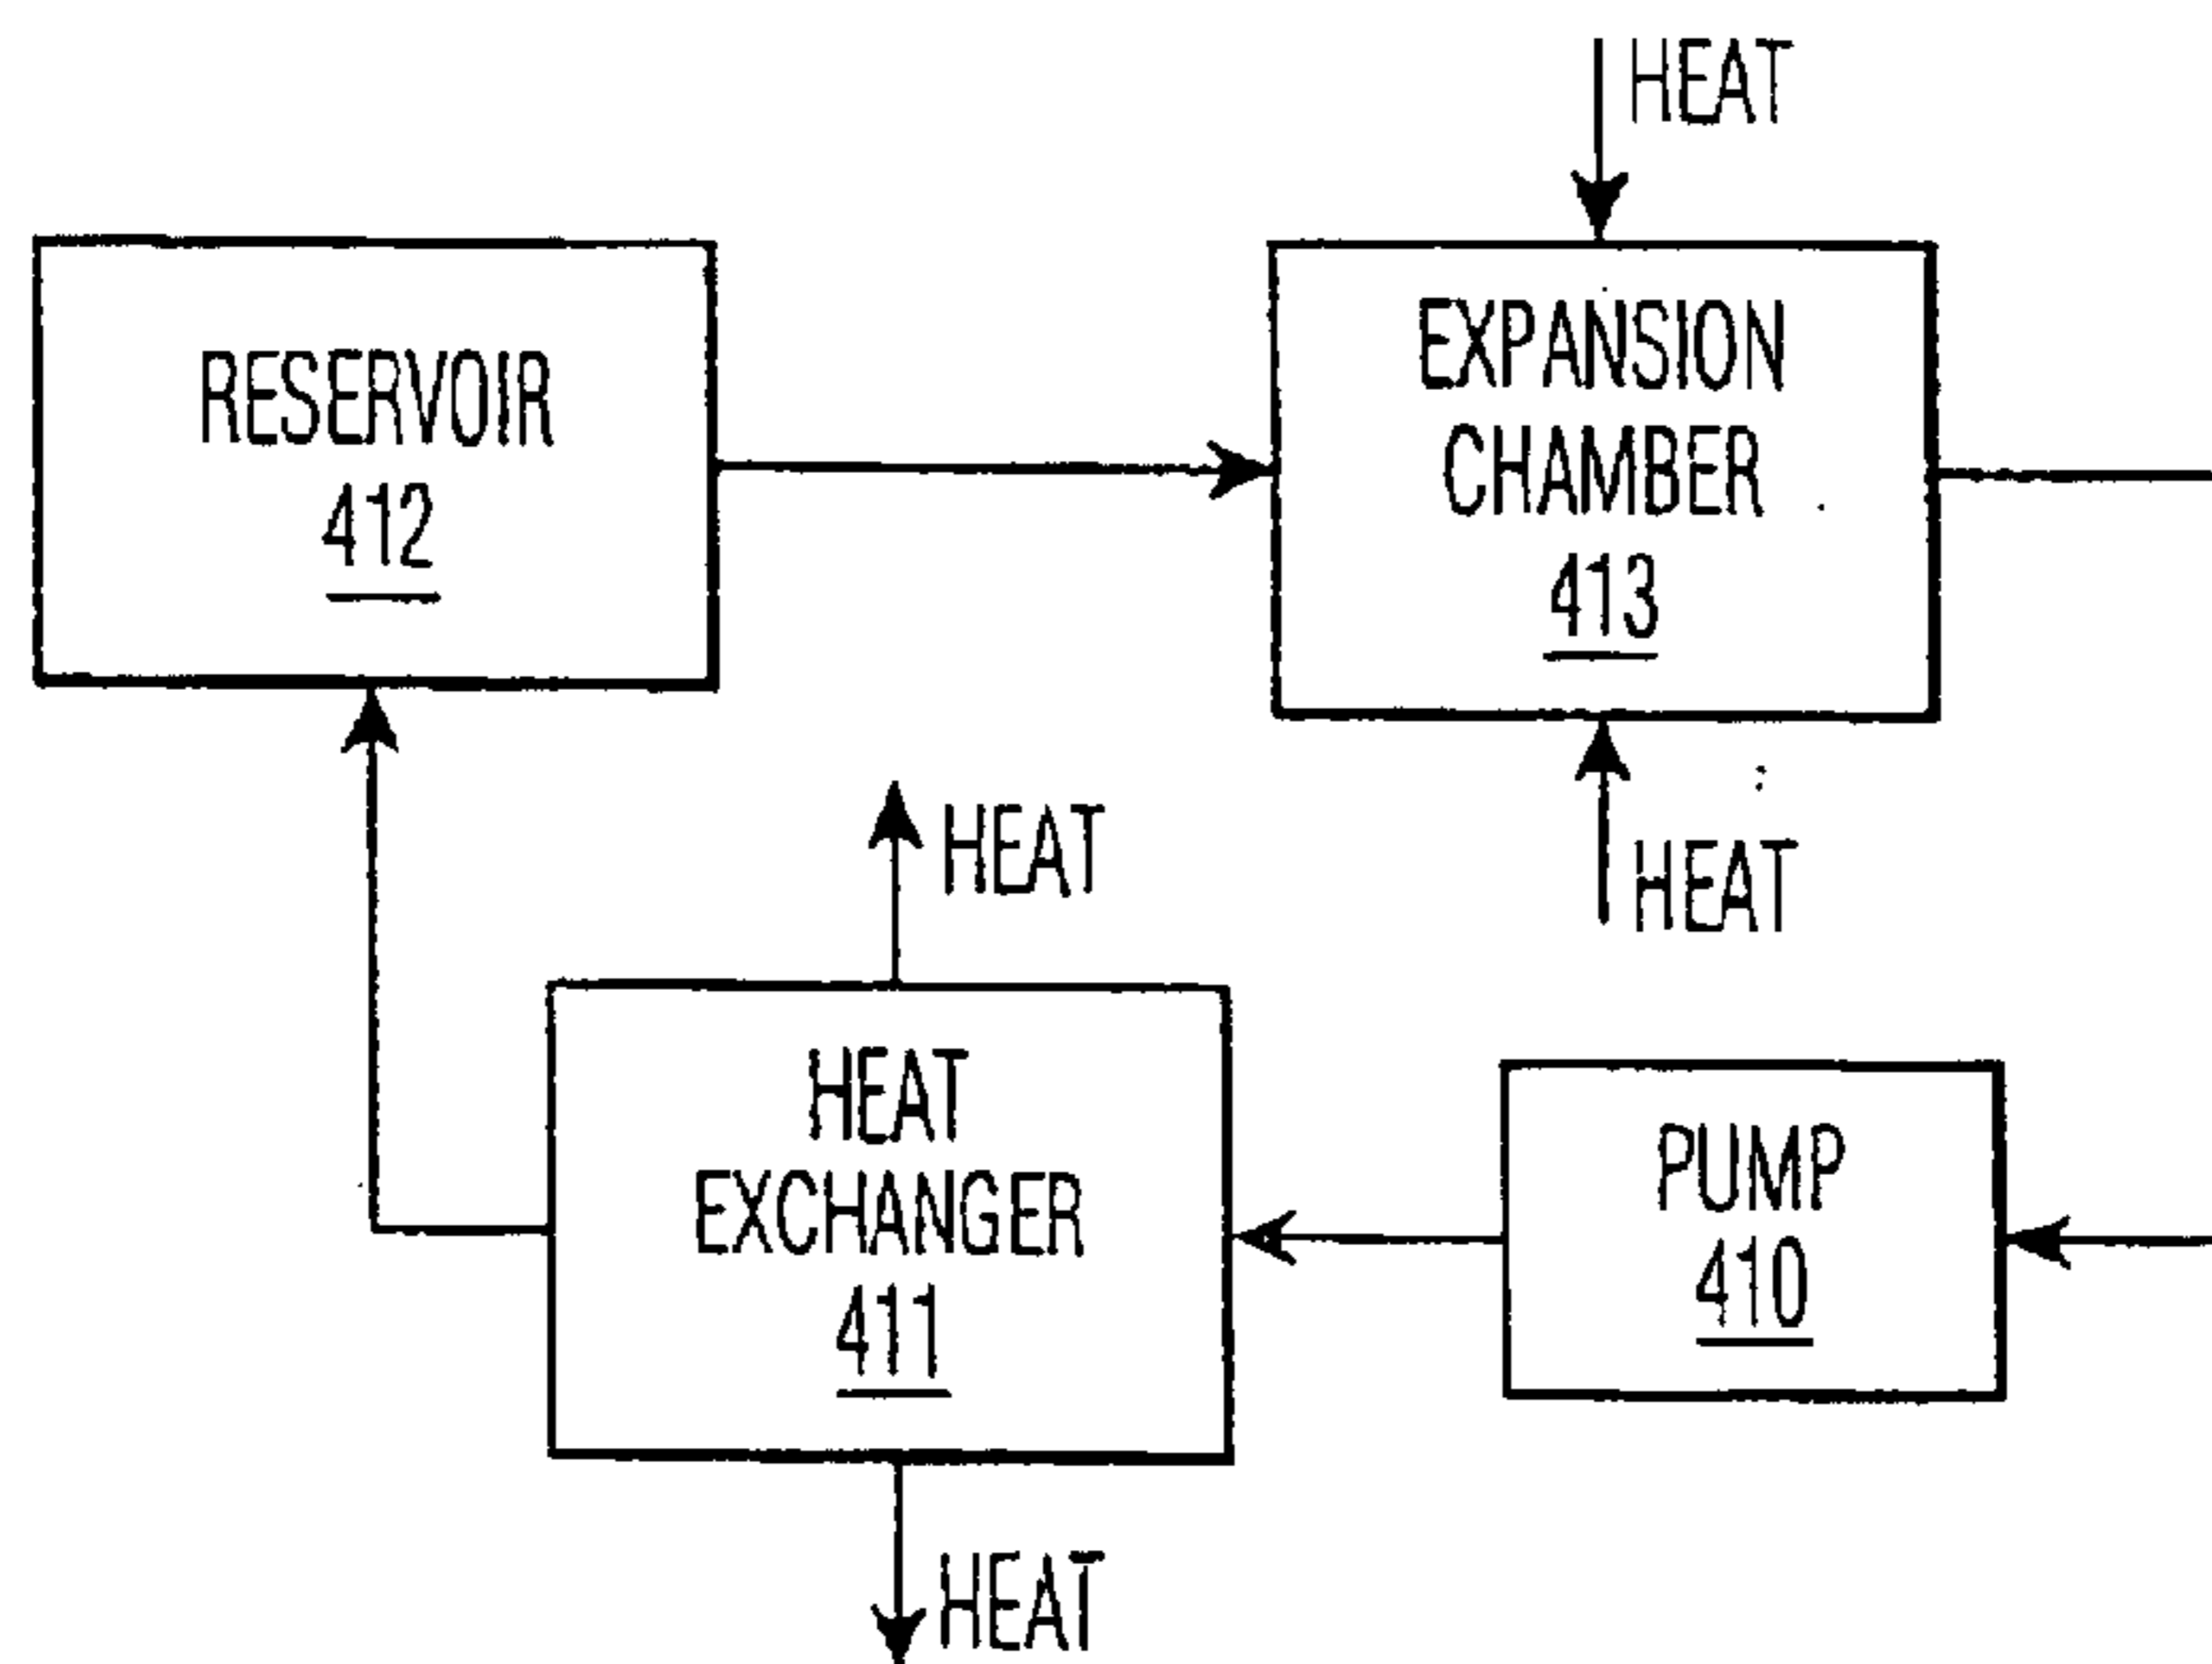 HEAT
RESERVOIR
412
EXPANSION
CHAMBER
413
HEAT
HEAT
HEAT
EXCHANGER
411
PUMP
410
HEAT